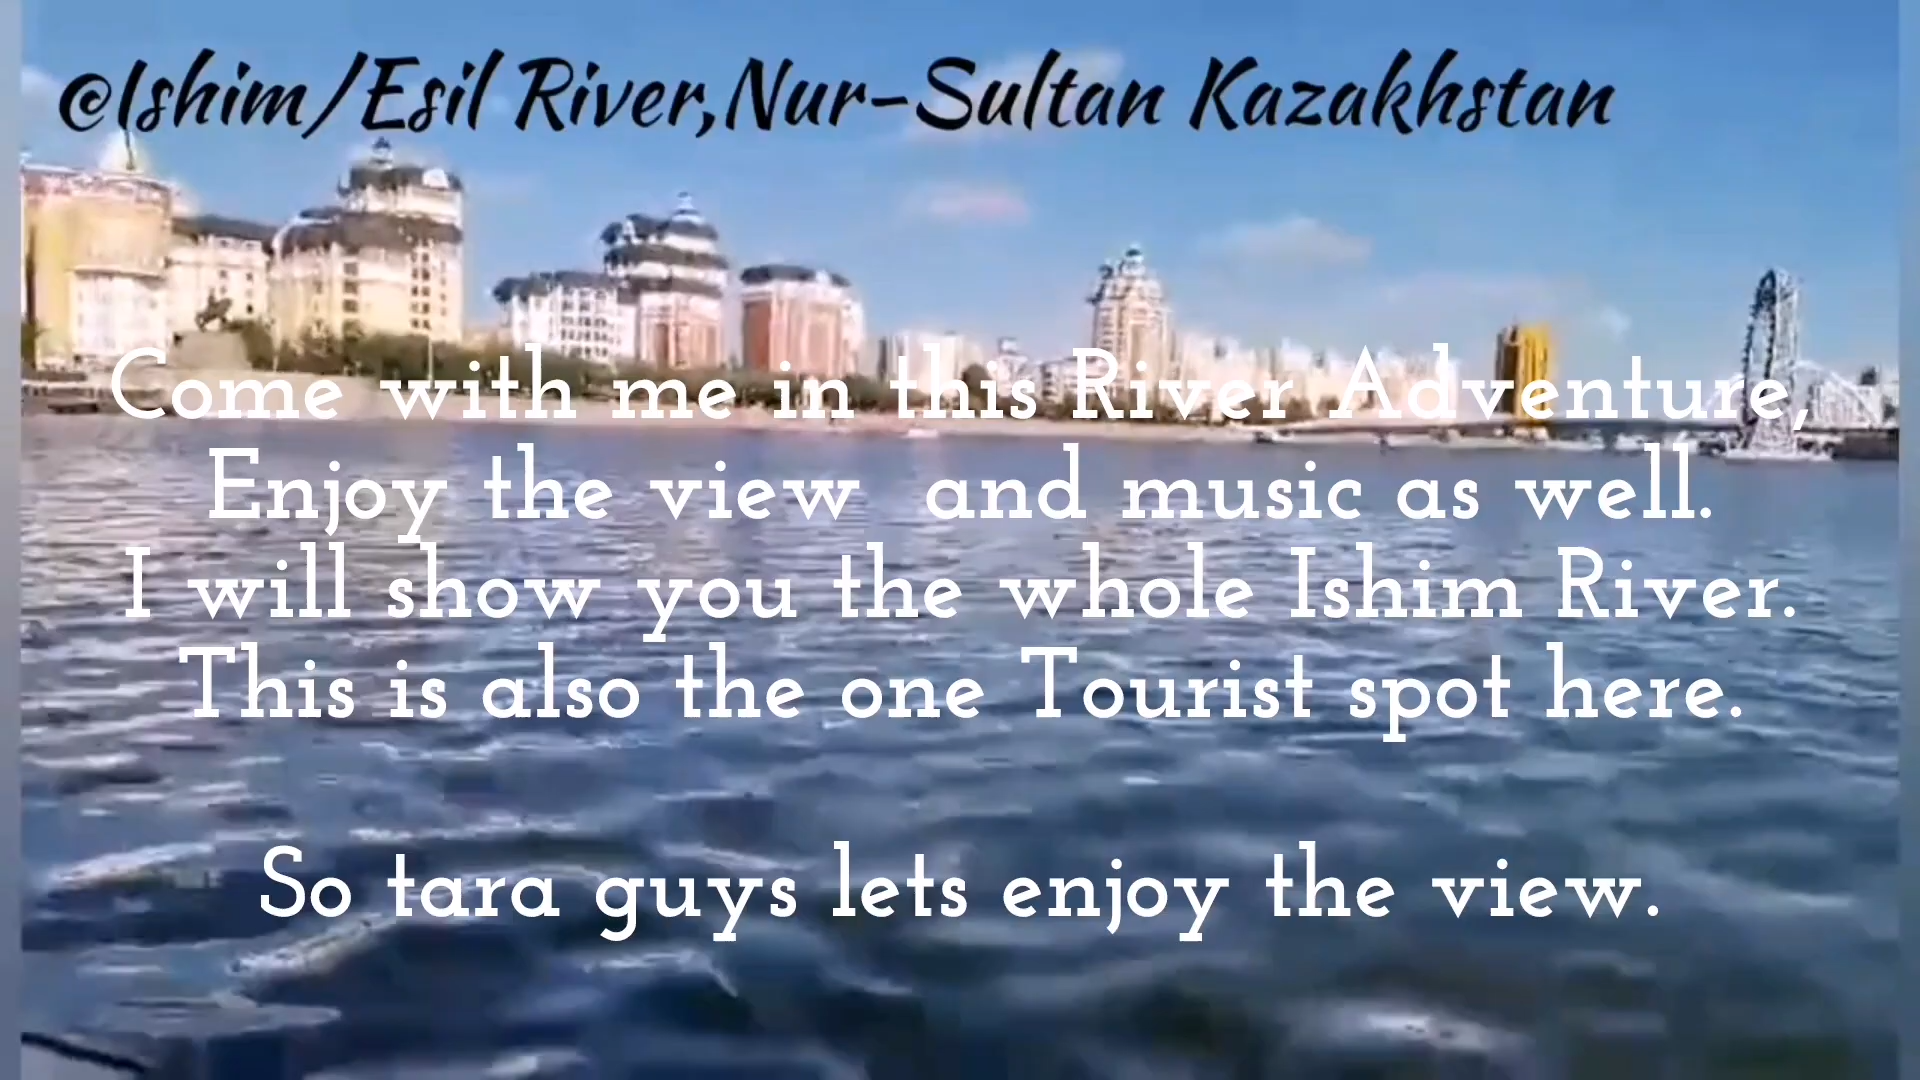 @Ishim/Esil River,Nur-Sultan Kazakhstan
Come with me in this River Adventure,
Enjoy the view and music as well.
I will show you the whole Ishim River.
This is also the one Tourist spot here.
So tara guys lets enjoy the view.